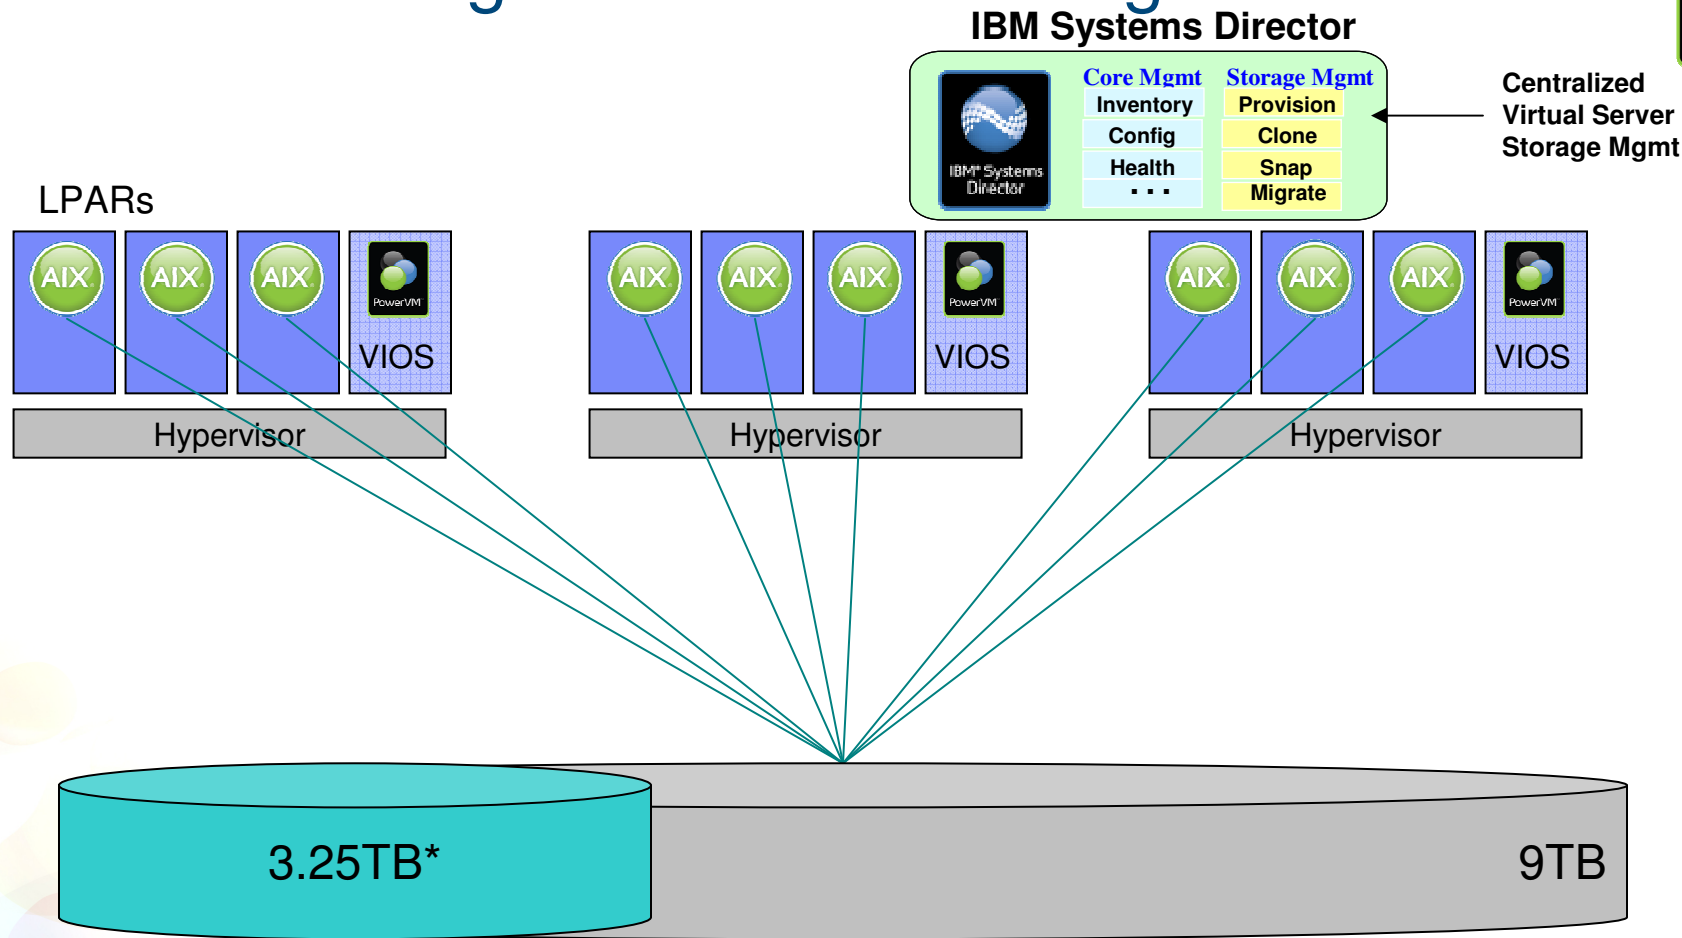 IBM Systems Director
Core Mgmt Storage Mgmt
Inventory Provision
Config Clone
Health Snap
... Migrate
IBM* Systems
Director
Centralized
Virtual Server
Storage Mgmt
LPARs
AIX AIX AIX PowerVM
VIOS
AIX AIX AIX PowerVM
VIOS
AIX AIX AIX PowerVM
VIOS
Hypervisor Hypervisor Hypervisor
3.25TB* 9TB